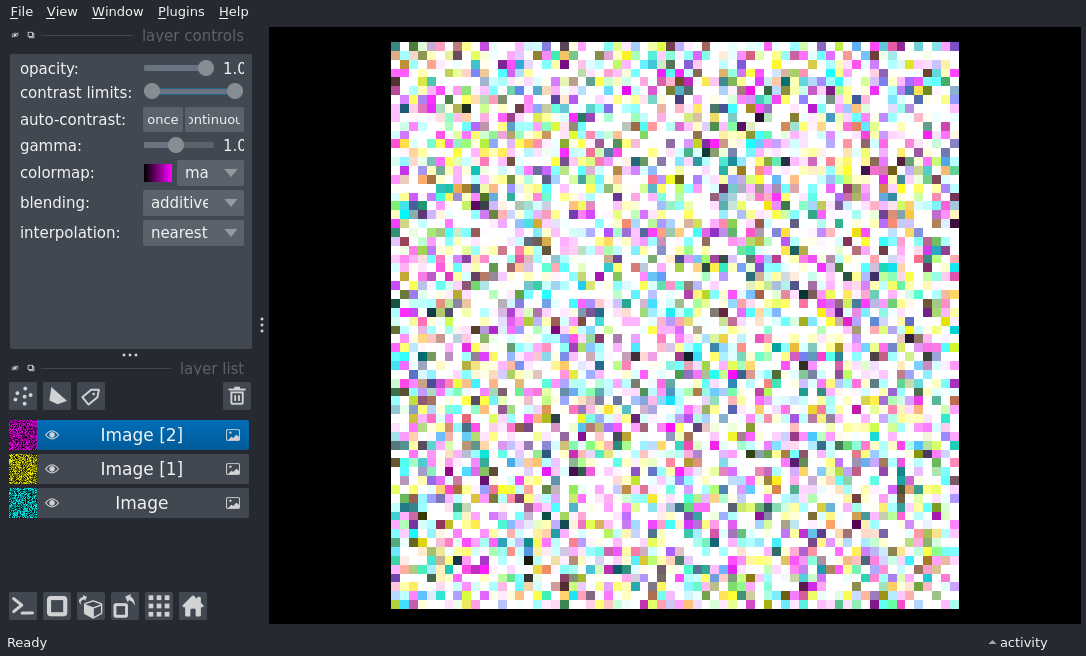 File View Window Plugins Help
layer controls
opacity: 1.0
contrast limits:
auto-contrast: once ontinuou
gamma: 1.0
colormap: ma
blending: additive
interpolation: nearest
layer list
Image [2]
Image [1]
Image
Ready
activity